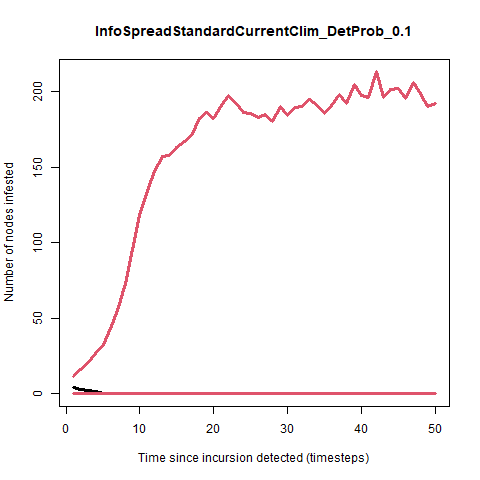 InfoSpreadStandardCurrentClim_DetProb_0.1
Number of nodes infested
200
150
100
50
0
0 10 20 30 40 50
Time since incursion detected (timesteps)